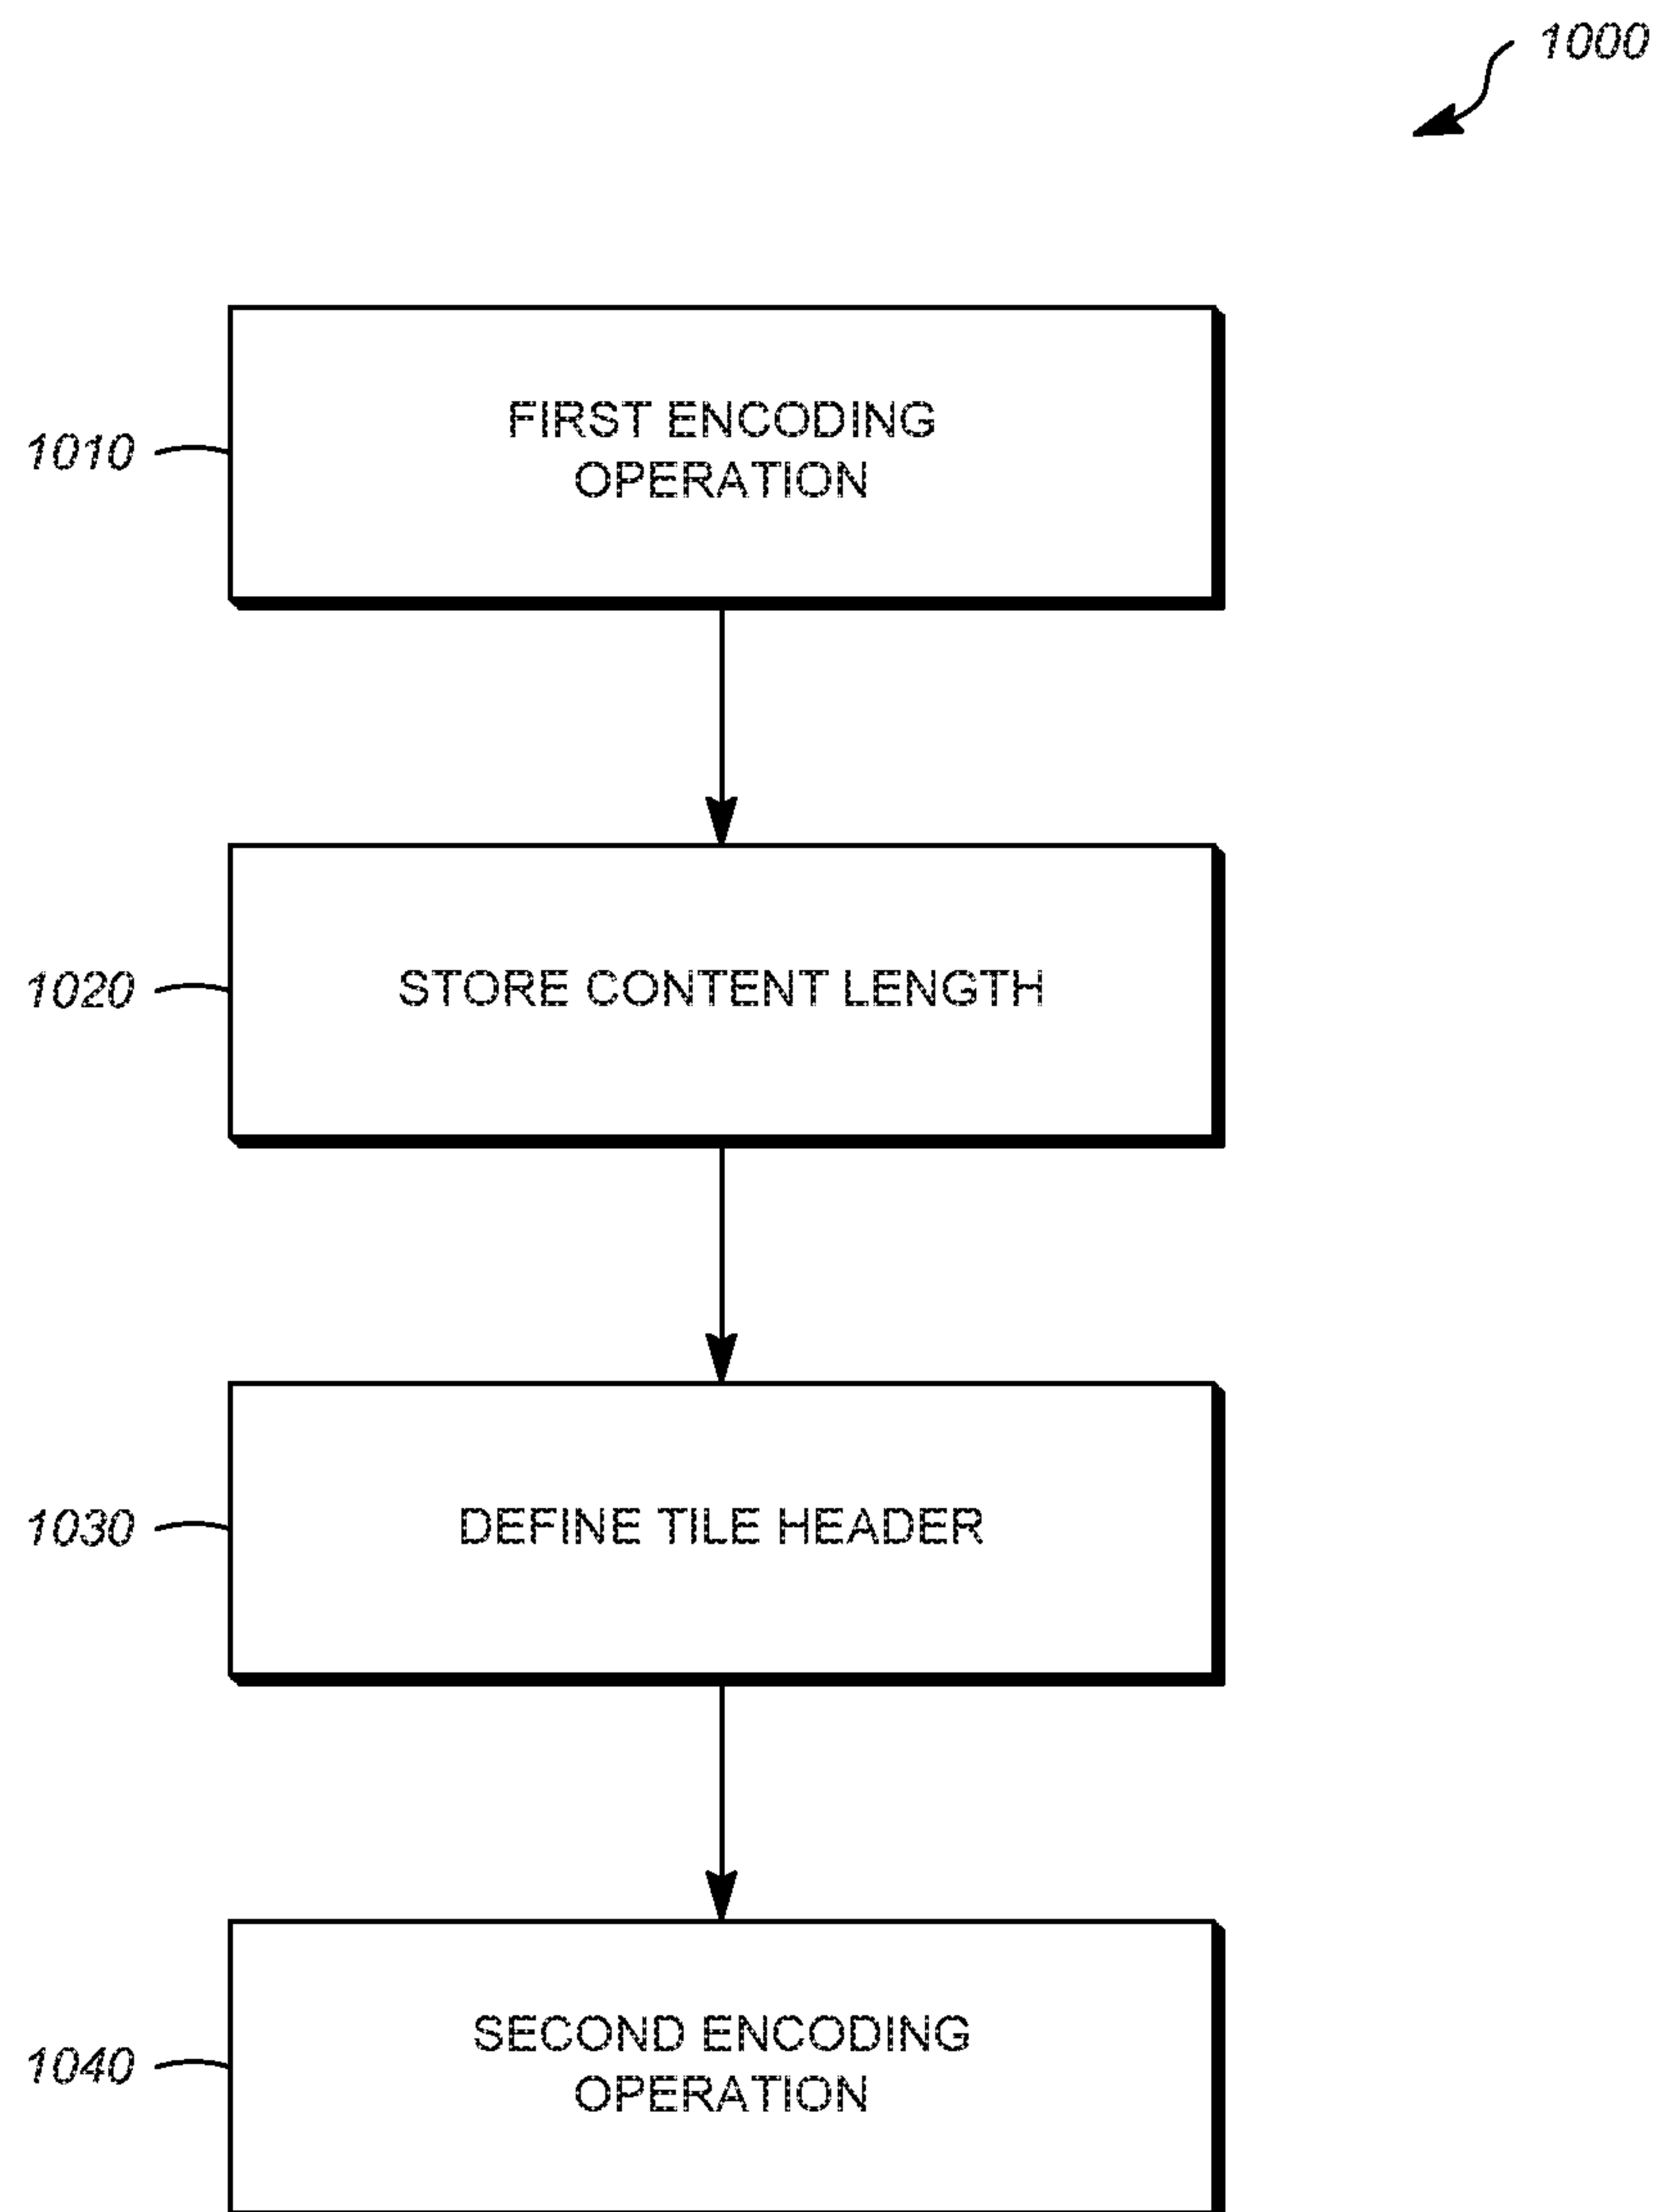 1000
1010
FIRST ENCODING
OPERATION
1020
STORE CONTENT LENGTH
1030
DEFINE TILE HEADER
1040
SECOND ENCODING
OPERATION